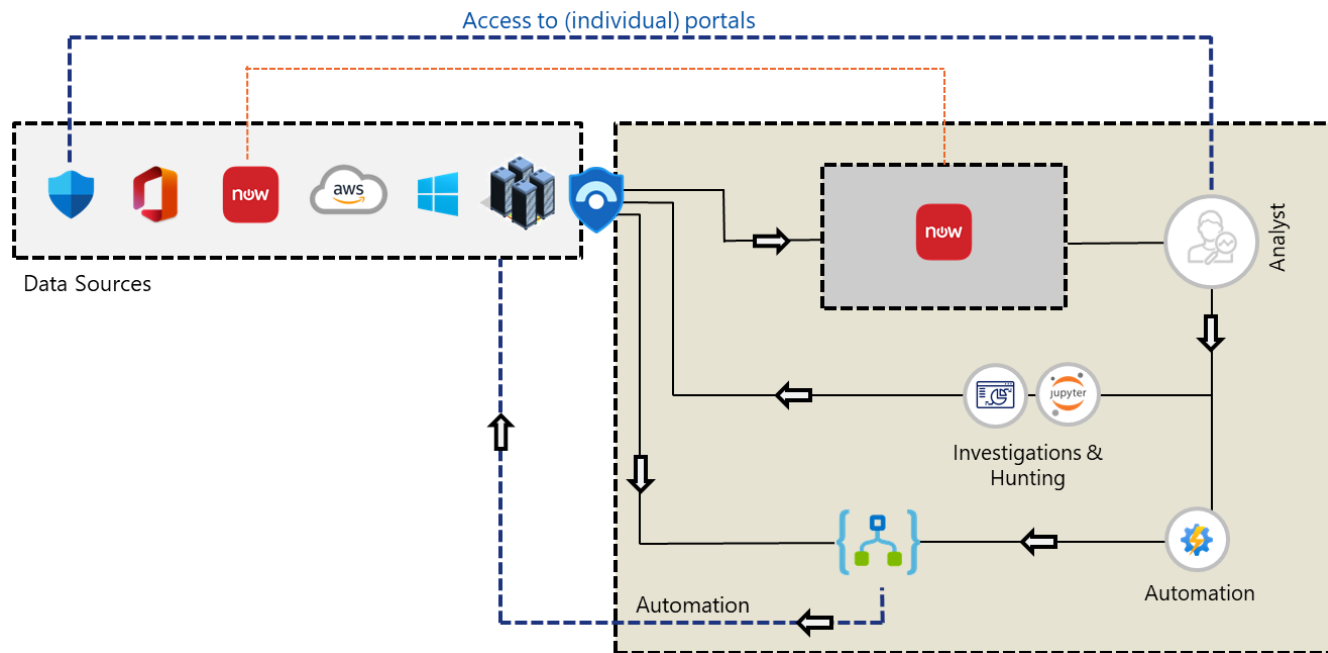 Access to (individual) portals
now
aws
now
Analyst
Data Sources
jupyter
Investigations &
Hunting
Automation
Automation